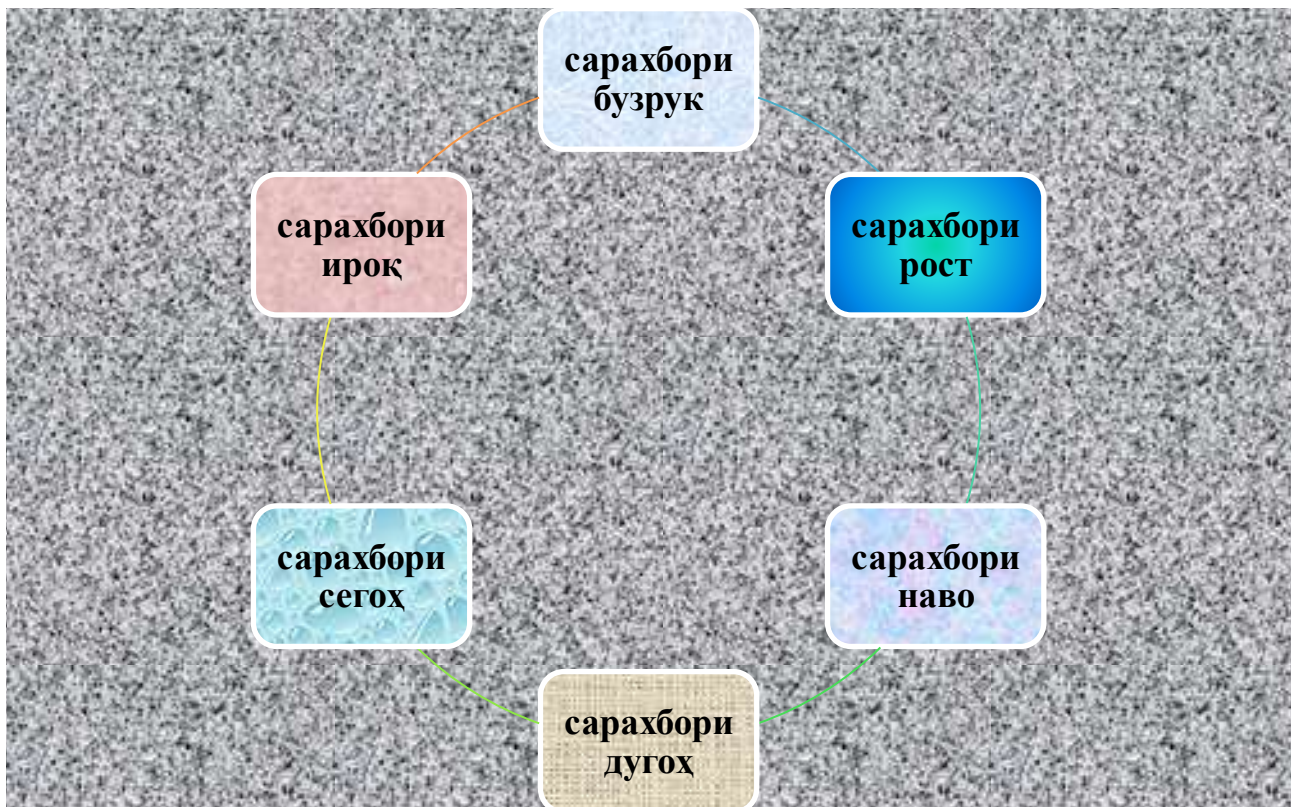 сарахбори
бузрук
сарахбори
рост
сарахбори
наво
сарахбори
дугоҳ
сарахбори
сегоҳ
сарахбори
ироқ